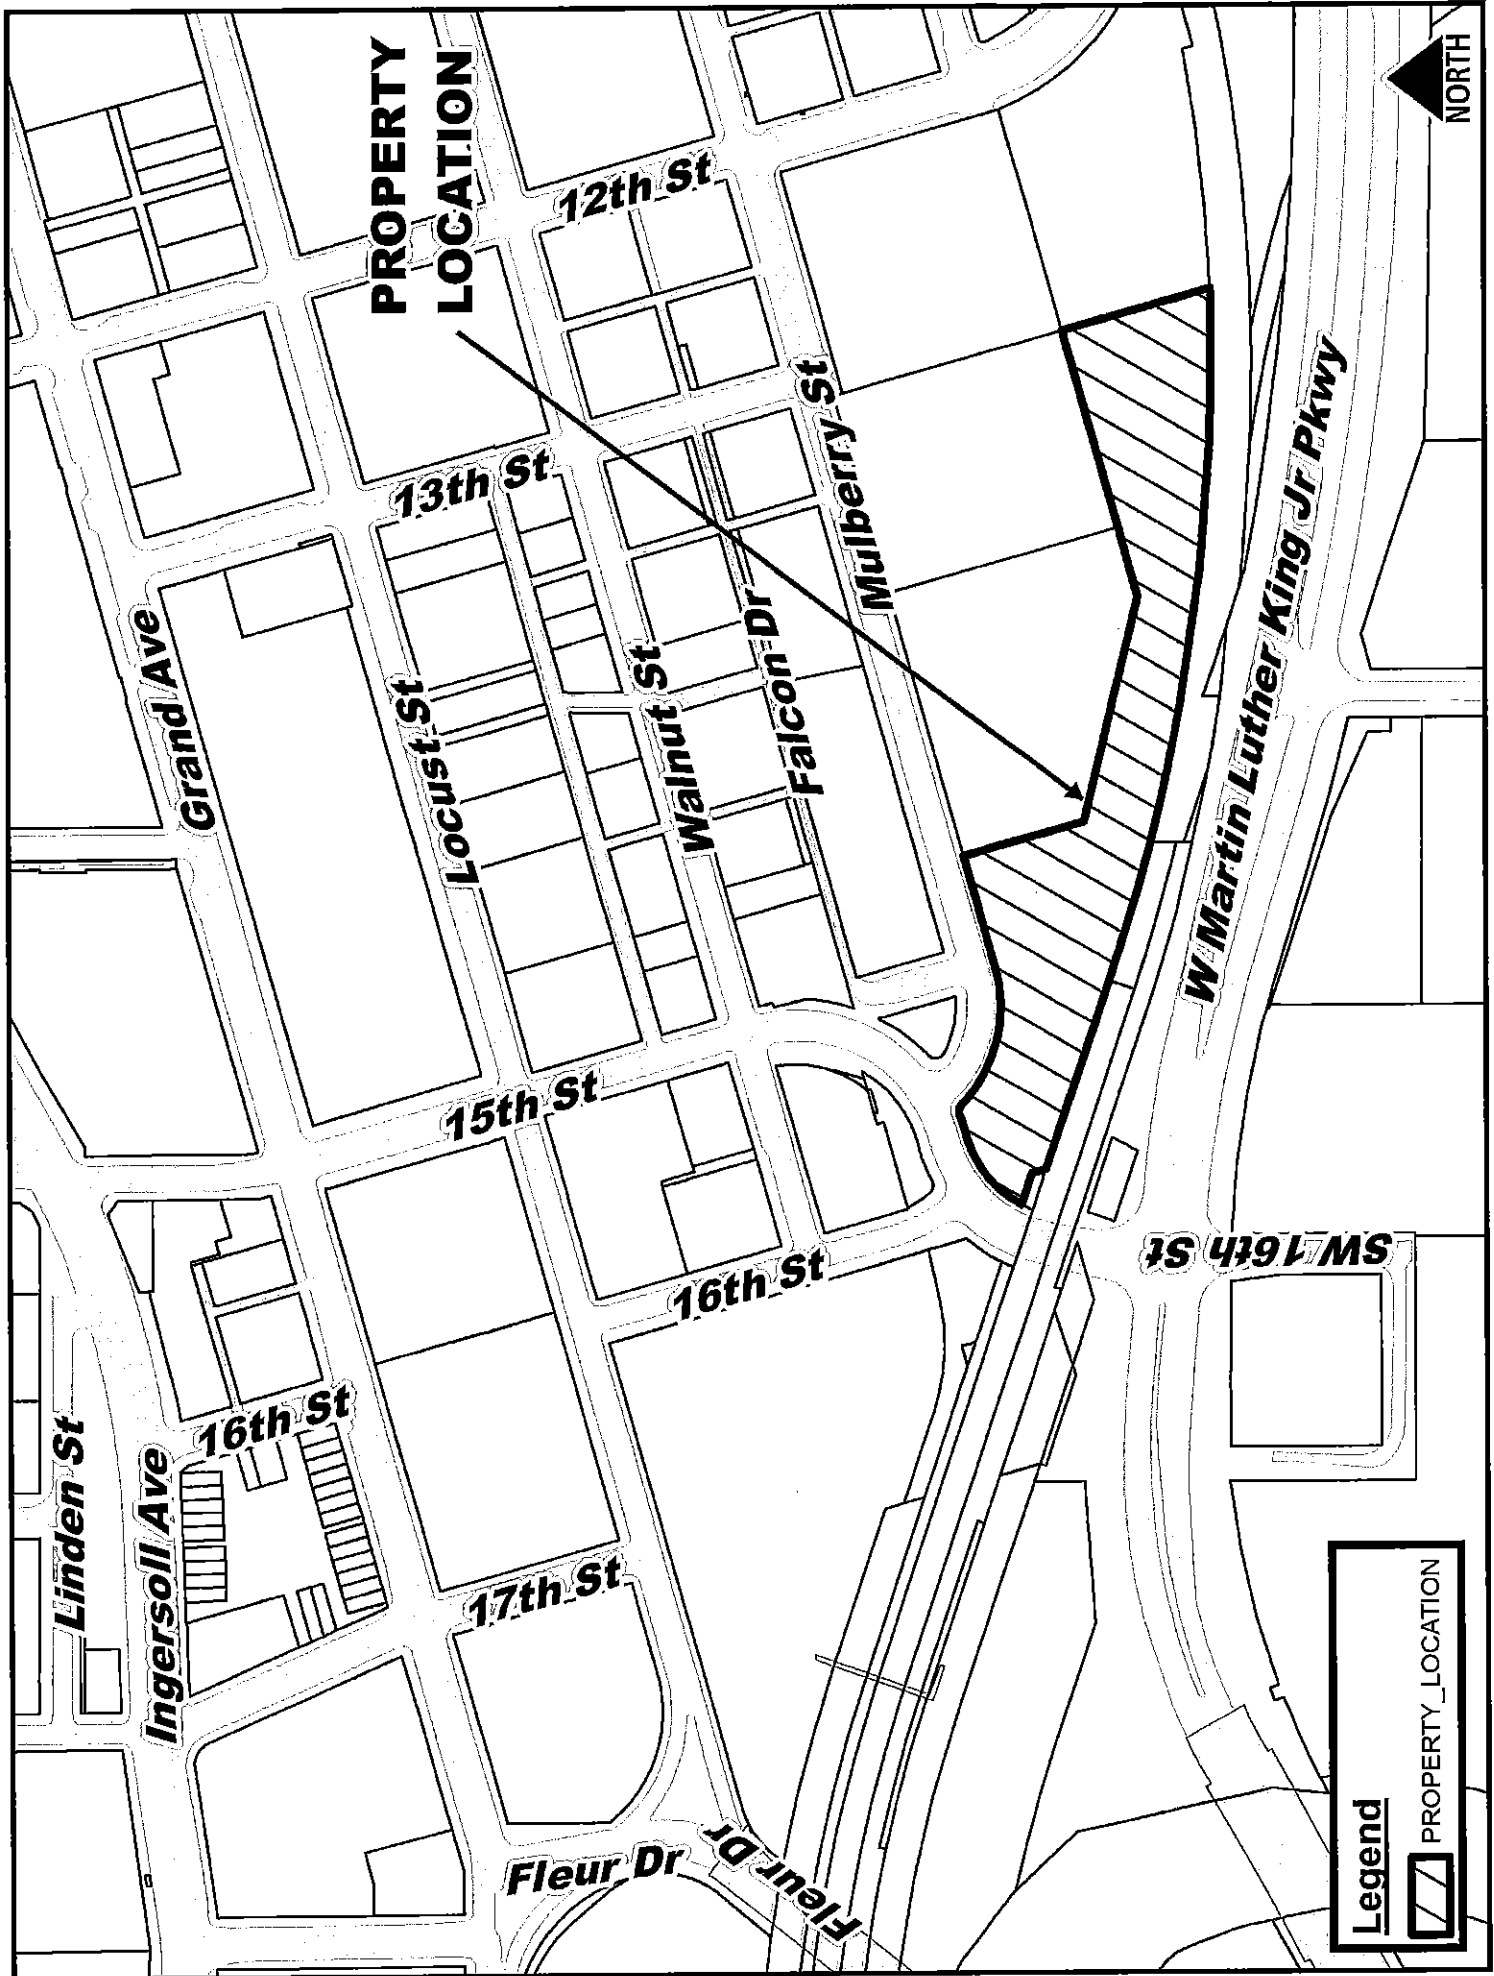 PROPERTY
LOCATION
12th St
13th St
Grand Ave
Locust St
Walnut St
Falcon Dr
Mulberry St
W Martin Luther King Jr Pkwy
15th St
16th St
SW 16th St
Linden St
Ingersoll Ave
16th St
17th St
Fleur Dr
Fleur Dr
NORTH
Legend
PROPERTY_LOCATION